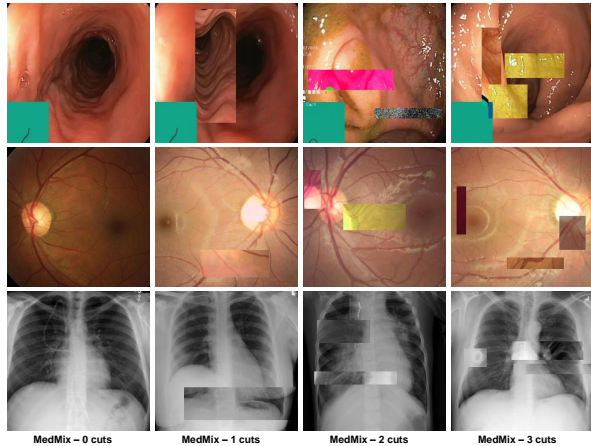 MedMix – 0 cuts
MedMix – 1 cuts
MedMix – 2 cuts
MedMix – 3 cuts